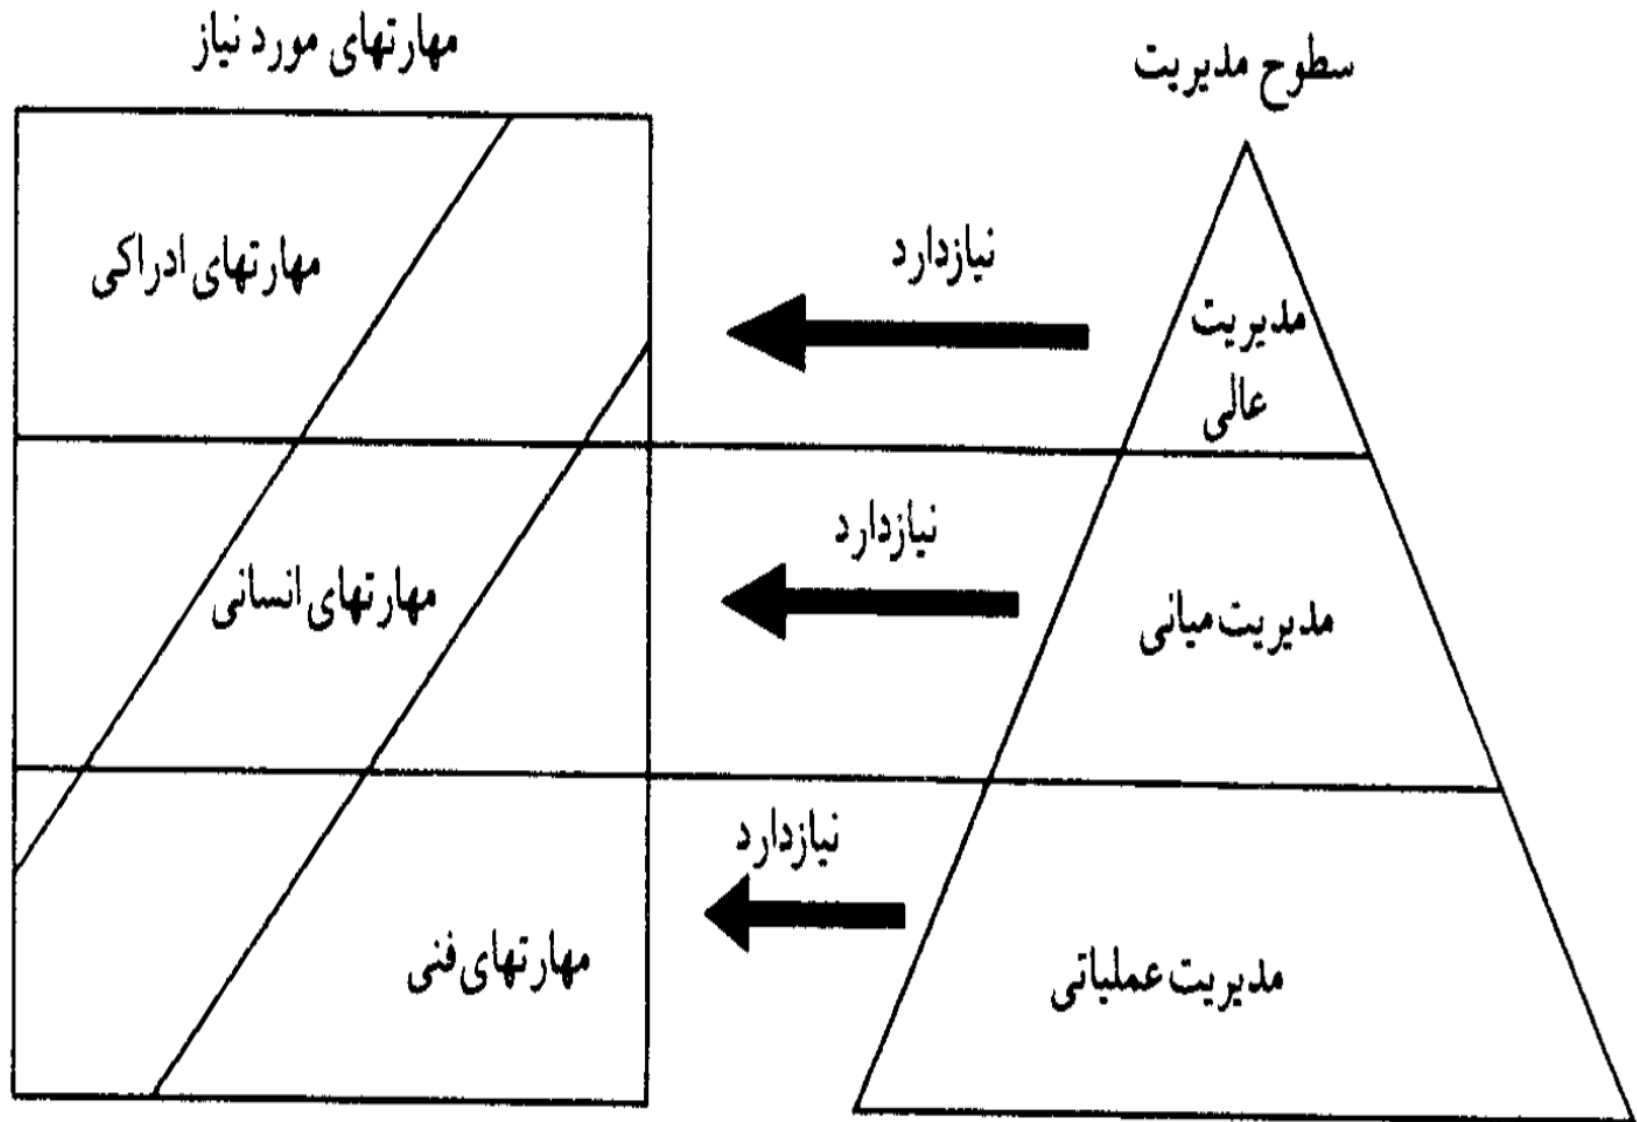 سطوح مدیریت
مهارتهای مورد نیاز
مدیریت
عالی
نیازدارد
مهارتهای ادراکی
مدیریت میانی
نیازدارد
مهارتهای انسانی
مدیریت عملیاتی
نیازدارد
مهارتهای فنی